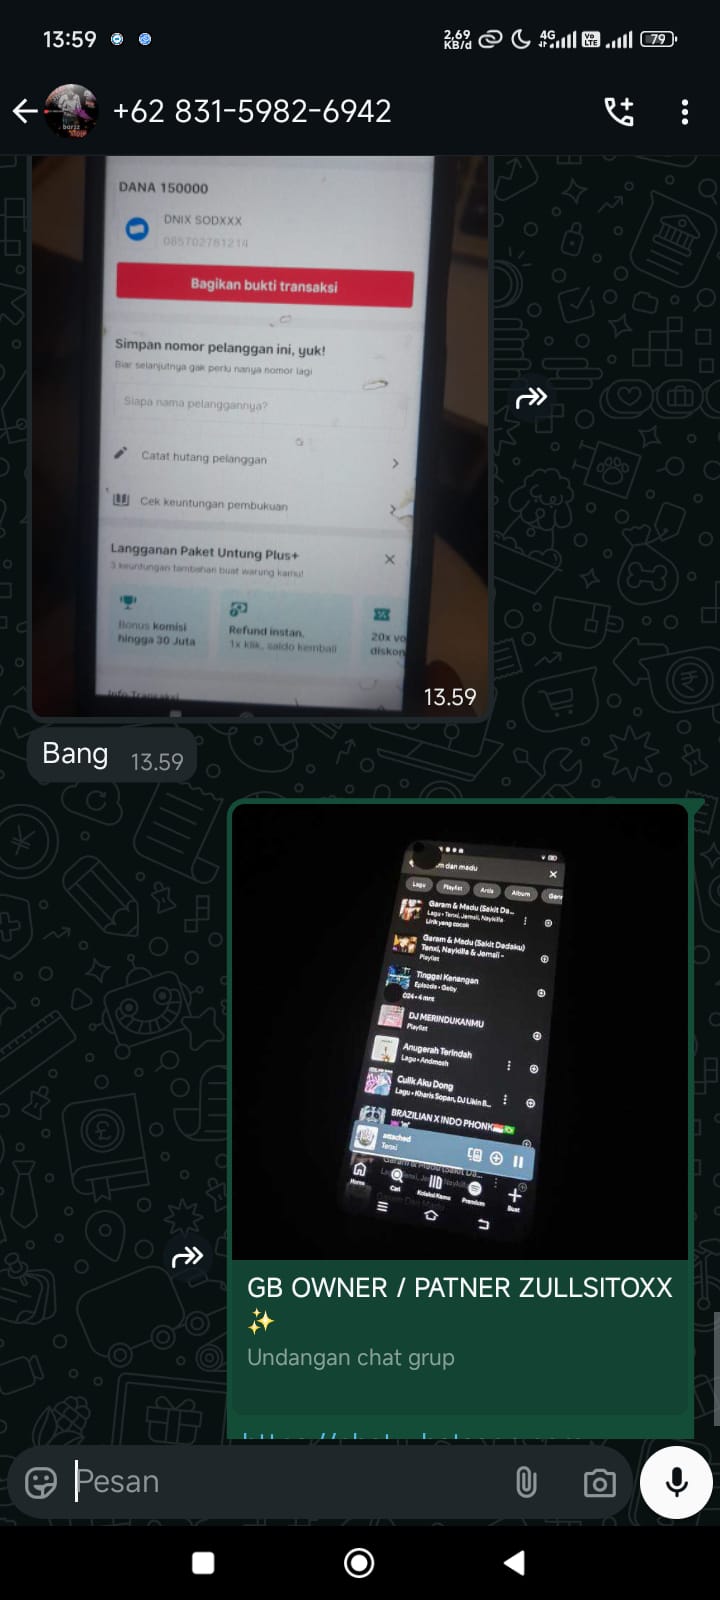 13:59
2,69
KB/d
4G
Vo
LTE
79
+62 831-5982-6942
DANA 150000
DNIX SODXXX
085702781214
Bagikan bukti transaksi
Simpan nomor pelanggan ini, yuk!
Biar selanjutnya gak perlu nanya nomor lagi
Siapa nama pelanggannya?
Catat hutang pelanggan
Cek keuntungan pembukuan
Langganan Paket Untung Plus+
3 keuntungan tambahan buat warung kamu!
Bonus komisi
hingga 30 Juta
Refund instan,
1x klik, saldo kembali
20x vo
diskon
Info Transaksi
13.59
Bang 13.59
m dan madu
Lagu
Playlist
Artis
Album
Genre
Garam & Madu (Sakit Da...
Lagu • Tenxi, Jemsii, Naykilla
Lirik yang cocok
Garam & Madu (Sakit Dadaku)
Tenxi, Naykilla & Jemsii -
Playlist
Tinggal Kenangan
Episode • Gaby
024 • 4 mnt
DJ MERINDUKANMU
Playlist
Anugerah Terindah
Lagu • Andmesh
Culik Aku Dong
Lagu • Kharis Sopan, DJ Likin B...
BRAZILIAN X INDO PHONK
attached
Tenxi
Home
Cari
Koleksi Kamu
Premium
Buat
GB OWNER / PATNER ZULLSITOXX
✨
Undangan chat grup
Pesan